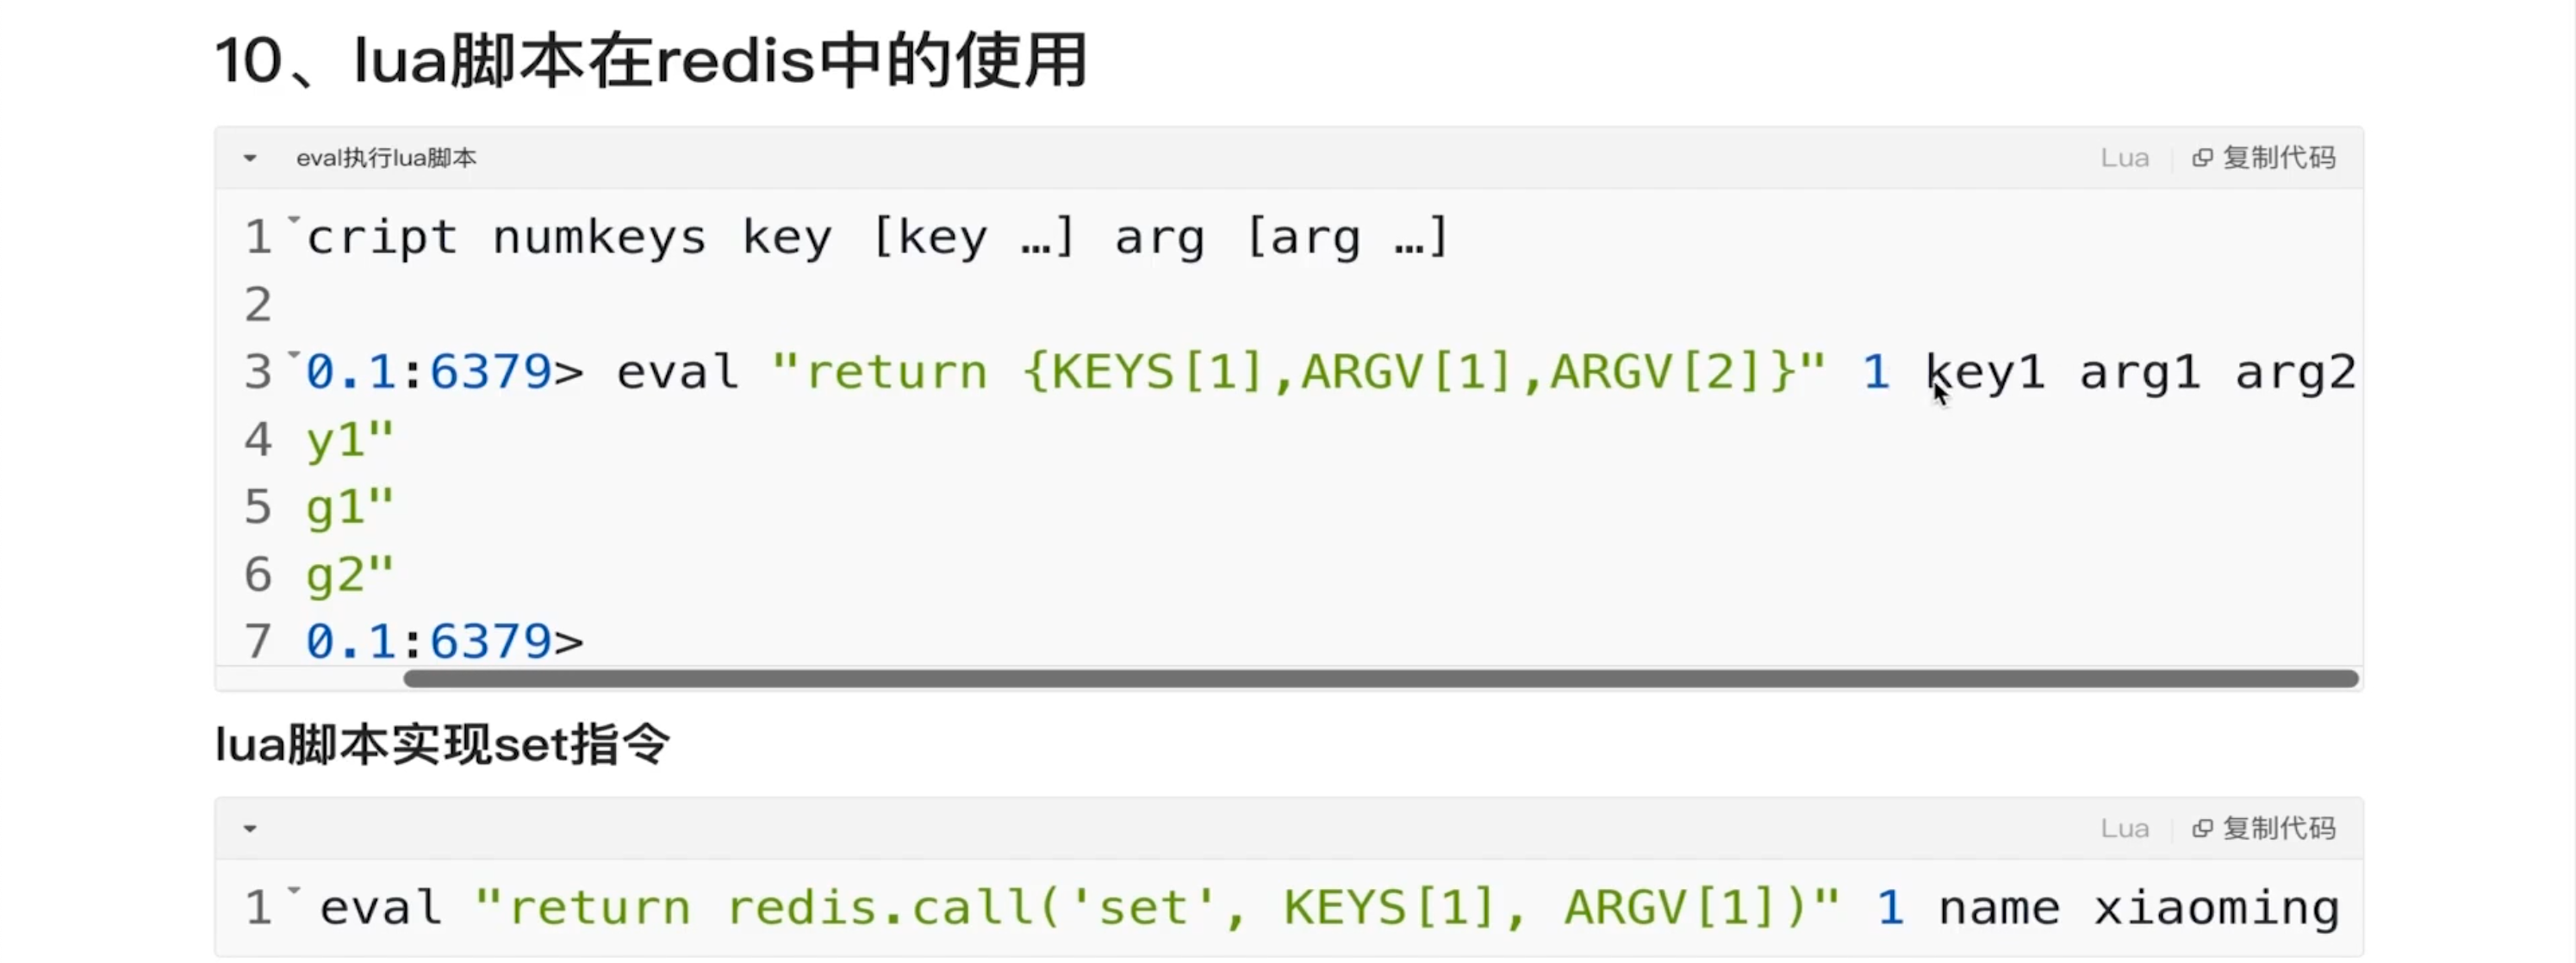 10、lua脚本在redis中的使用
eval执行lua脚本
Lua 复制代码
1 cript numkeys key [key …] arg [arg …]
2
3 0.1:6379> eval "return {KEYS[1],ARGV[1],ARGV[2]}" 1 key1 arg1 arg2
4 y1"
5 g1"
6 g2"
7 0.1:6379>
lua脚本实现set指令
Lua 复制代码
1 eval "return redis.call('set', KEYS[1], ARGV[1])" 1 name xiaoming